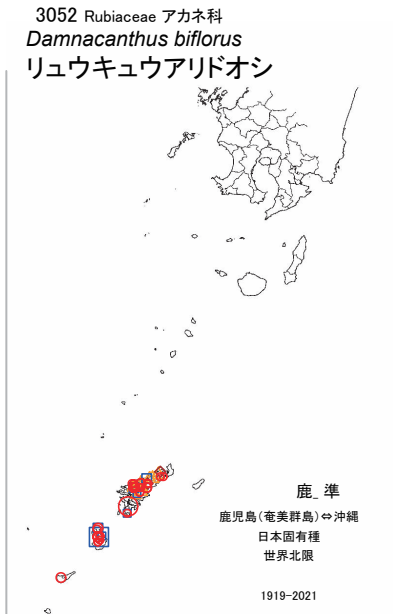 3052 Rubiaceae アカネ科
Damnacanthus biflorus
リュウキュウアリドオシ
鹿_準
鹿児島(奄美群島)⇔沖縄
日本固有種
世界北限
1919-2021